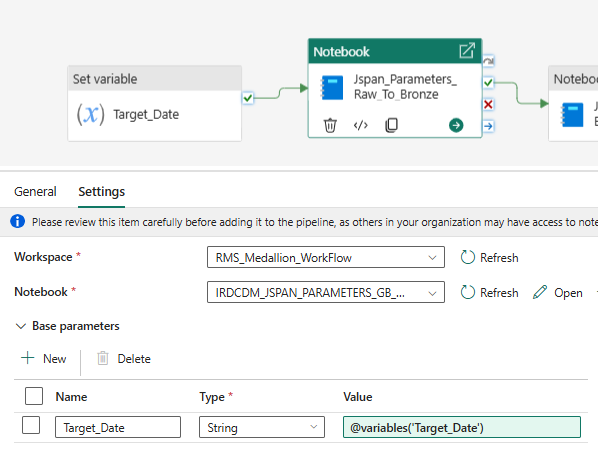 Set variable
(x) Target_Date
Notebook
Jspan_Parameters_
Raw_To_Bronze
</>
Notebo
General Settings
Please review this item carefully before adding it to the pipeline, as others in your organization may have access to note
Workspace * RMS_Medallion_WorkFlow Refresh
Notebook * IRDCDM_JSPAN_PARAMETERS_GB_... Refresh Open
Base parameters
New Delete
Name Type * Value
Target_Date String @variables('Target_Date')